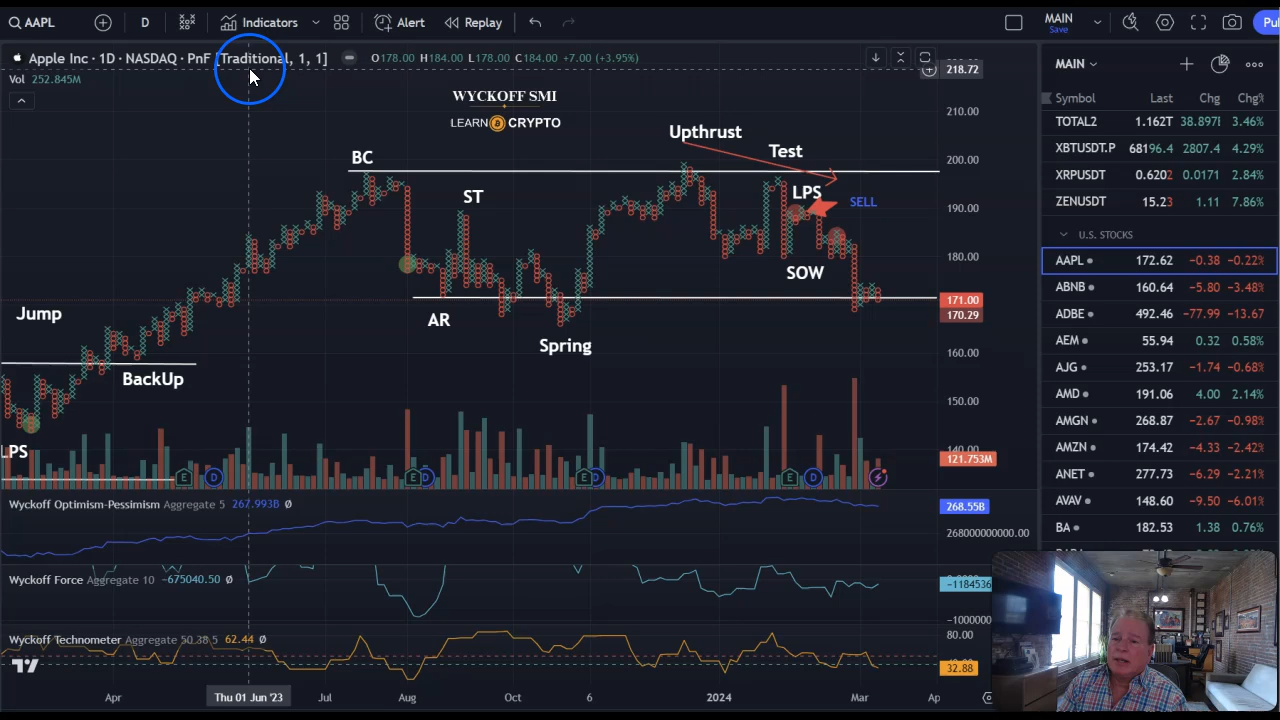 AAPL
D
Indicators
Alert
Replay
MAIN
Save
Apple Inc · 1D · NASDAQ · PnF [Traditional, 1, 1]
O178.00 H184.00 L178.00 C184.00 +7.00 (+3.95%)
Vol 252.845M
WYCKOFF SMI
LEARN CRYPTO
BC
ST
Upthrust
Test
LPS
SELL
SOW
AR
Spring
Jump
BackUp
LPS
218.72
210.00
200.00
190.00
180.00
171.00
170.29
160.00
150.00
140.00
121.753M
E D E D E D E D
Wyckoff Optimism-Pessimism Aggregate 5 267.993B Ø
268.55B
268000000000.00
Wyckoff Force Aggregate 10 −675040.50 Ø
−1184536
−1000000
Wyckoff Technometer Aggregate 50 38 5 62.44 Ø
80.00
32.88
Apr
Thu 01 Jun '23
Jul
Aug
Oct
6
2024
Mar
Ap
MAIN
Symbol Last Chg Chg%
TOTAL2 1.162T 38.897B 3.46%
XBTUSDT.P 68196.4 2807.4 4.29%
XRPUSDT 0.6202 0.0171 2.84%
ZENUSDT 15.23 1.11 7.86%
U.S. STOCKS
AAPL 172.62 −0.38 −0.22%
ABNB 160.64 −5.80 −3.48%
ADBE 492.46 −77.99 −13.67
AEM 55.94 0.32 0.58%
AJG 253.17 −1.74 −0.68%
AMD 191.06 4.00 2.14%
AMGN 268.87 −2.67 −0.98%
AMZN 174.42 −4.33 −2.42%
ANET 277.73 −6.29 −2.21%
AVAV 148.60 −9.50 −6.01%
BA 182.53 1.38 0.76%